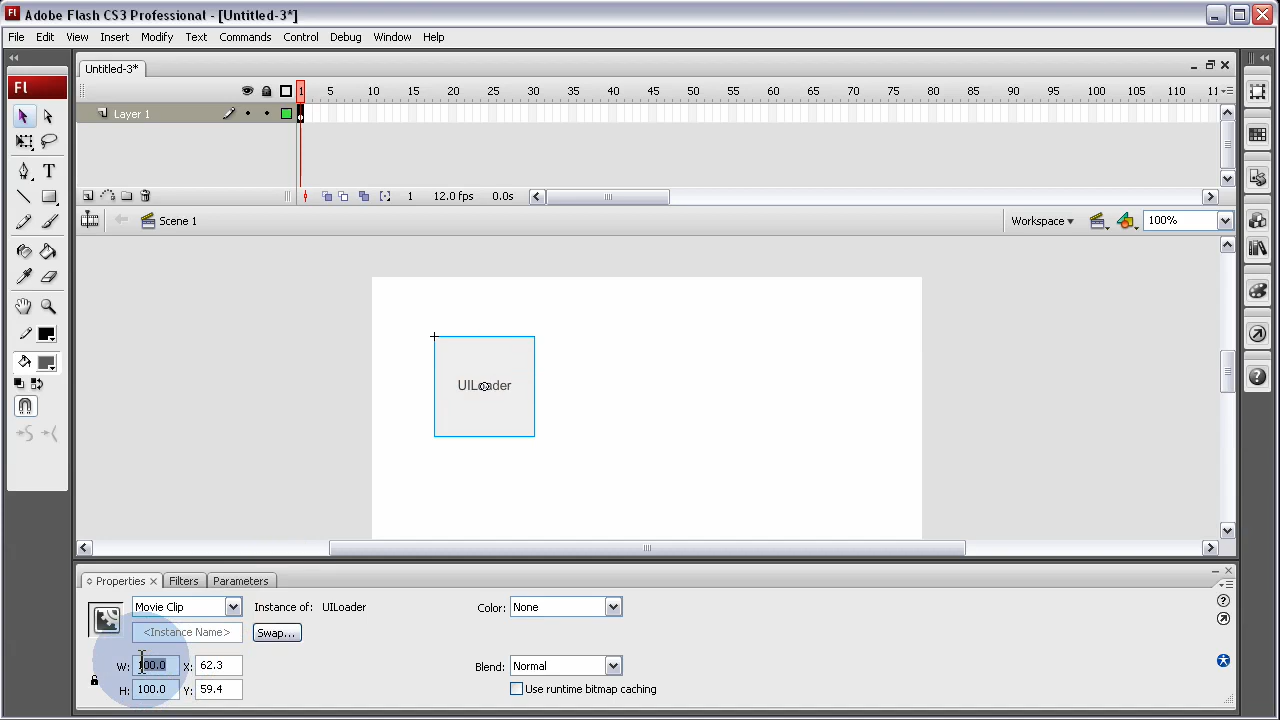 Fl Adobe Flash CS3 Professional - [Untitled-3*]
File Edit View Insert Modify Text Commands Control Debug Window Help
Untitled-3*
Fl
1 5 10 15 20 25 30 35 40 45 50 55 60 65 70 75 80 85 90 95 100 105 110 11
Layer 1
1 12.0 fps 0.0s
Scene 1 Workspace 100%
UILoader
Properties Filters Parameters
Movie Clip Instance of: UILoader Color: None
<Instance Name> Swap...
W: 100.0 X: 62.3 Blend: Normal
H: 100.0 Y: 59.4 Use runtime bitmap caching